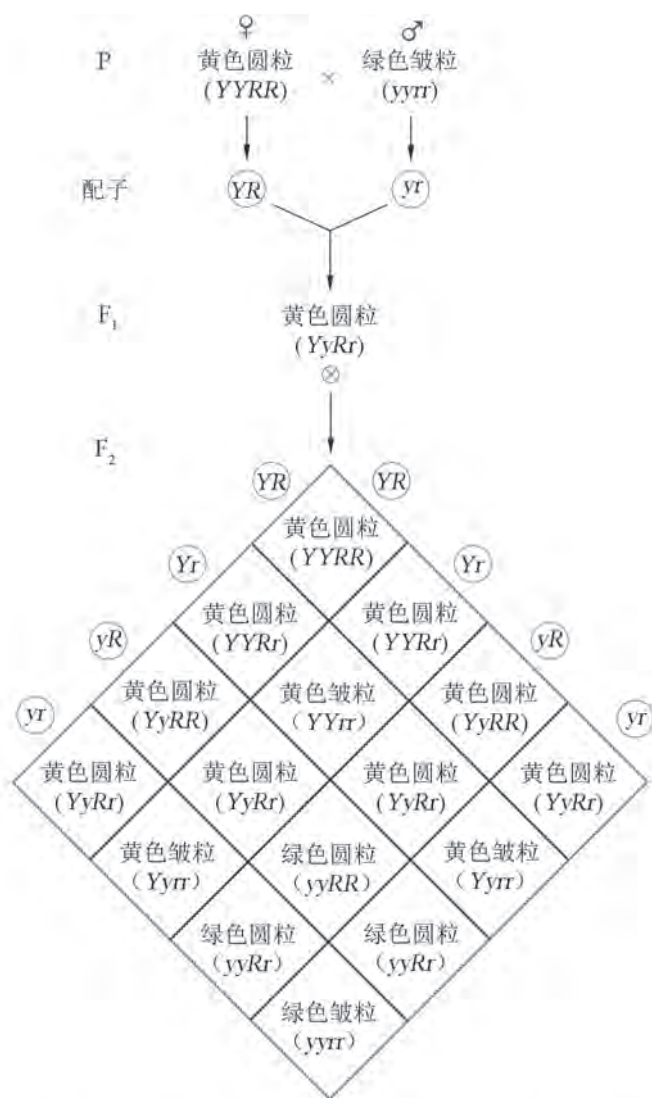 ♀ ♂
P 黄色圆粒 × 绿色皱粒
(YYRR) (yyrr)
配子 YR yr
F₁ 黄色圆粒
(YyRr)
⊗
F₂
YR YR
黄色圆粒
(YYRR)
Yr Yr
黄色圆粒 黄色圆粒
(YYRr) (YYRr)
yR yR
黄色圆粒 黄色皱粒 黄色圆粒
(YyRR) (YYrr) (YyRR)
yr yr
黄色圆粒 黄色圆粒 黄色圆粒 黄色圆粒
(YyRr) (YyRr) (YyRr) (YyRr)
黄色皱粒 绿色圆粒 黄色皱粒
(Yyrr) (yyRR) (Yyrr)
绿色圆粒 绿色圆粒
(yyRr) (yyRr)
绿色皱粒
(yyrr)